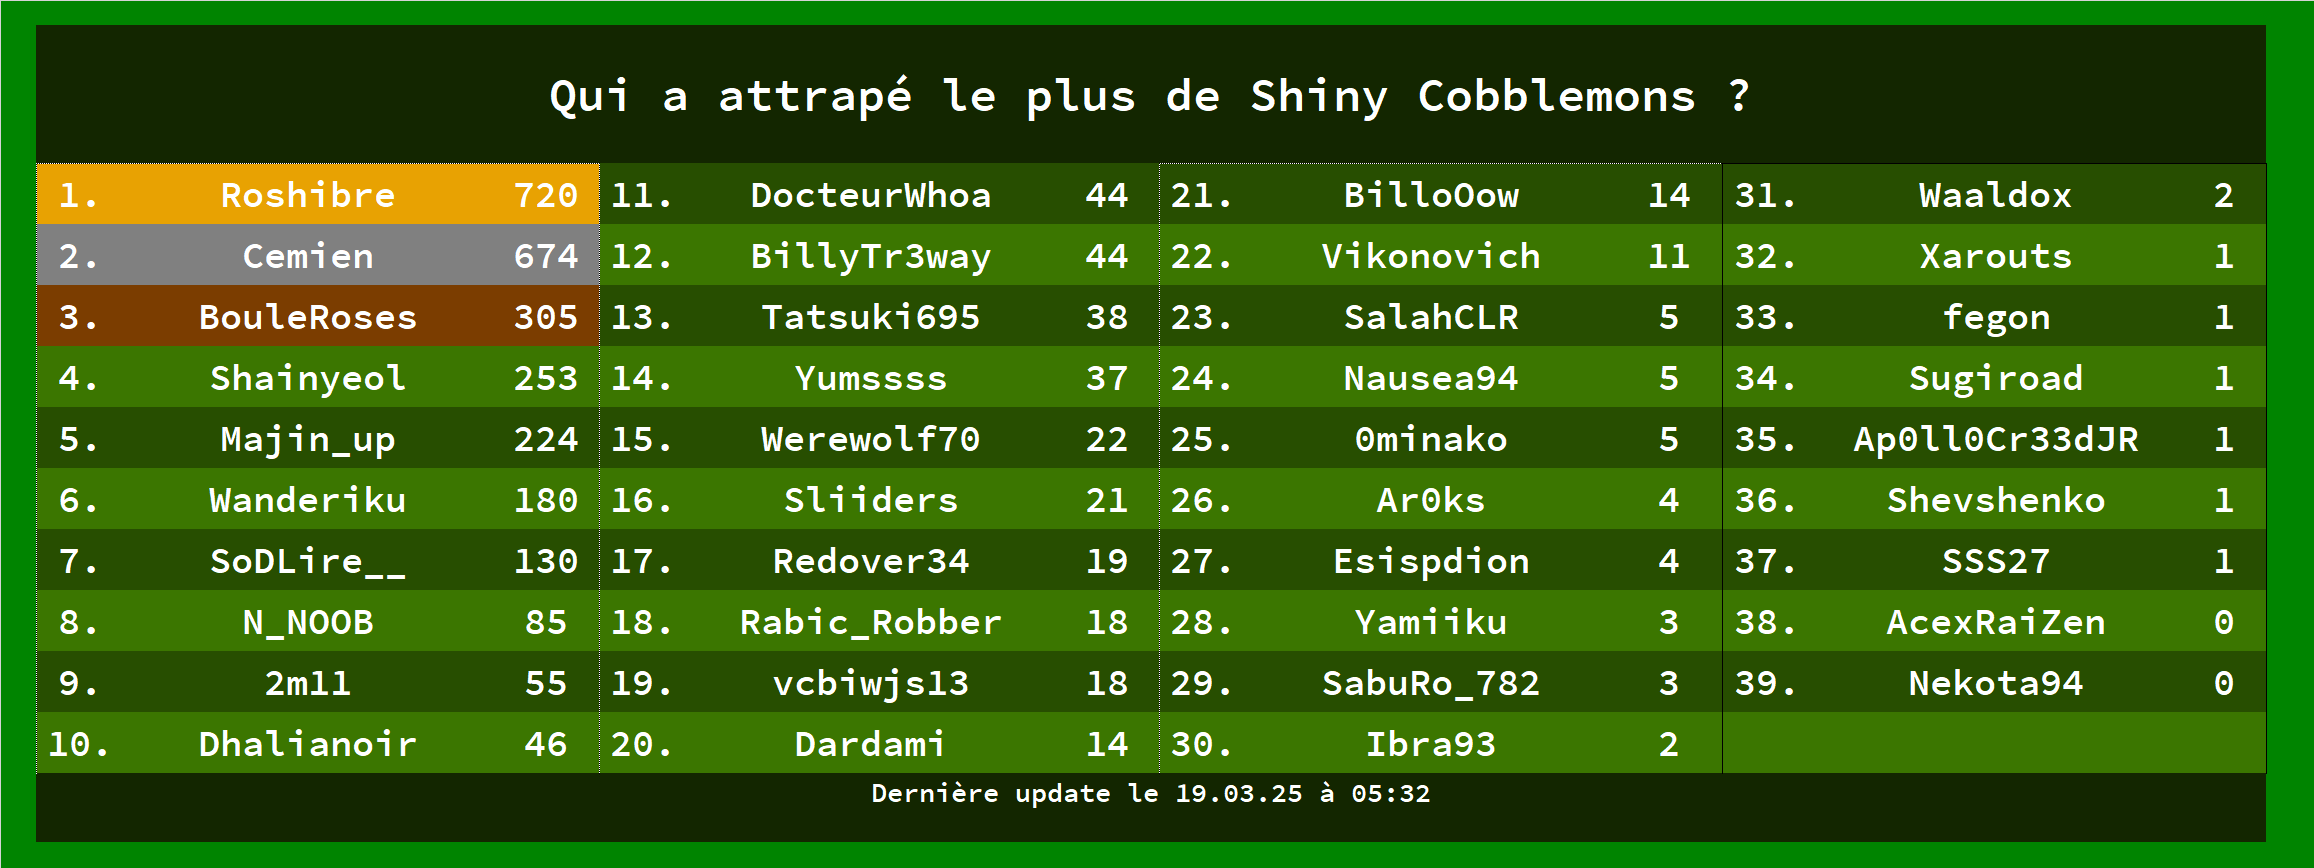 Qui a attrapé le plus de Shiny Cobblemons ?
1. Roshibre 720
2. Cemien 674
3. BouleRoses 305
4. Shainyeol 253
5. Majin_up 224
6. Wanderiku 180
7. SoDLire__ 130
8. N_NOOB 85
9. 2m11 55
10. Dhalianoir 46
11. DocteurWhoa 44
12. BillyTr3way 44
13. Tatsuki695 38
14. Yumssss 37
15. Werewolf70 22
16. Sliiders 21
17. Redover34 19
18. Rabic_Robber 18
19. vcbiwjs13 18
20. Dardami 14
21. BilloOow 14
22. Vikonovich 11
23. SalahCLR 5
24. Nausea94 5
25. 0minako 5
26. Ar0ks 4
27. Esispdion 4
28. Yamiiku 3
29. SabuRo_782 3
30. Ibra93 2
31. Waaldox 2
32. Xarouts 1
33. fegon 1
34. Sugiroad 1
35. Ap0ll0Cr33dJR 1
36. Shevshenko 1
37. SSS27 1
38. AcexRaiZen 0
39. Nekota94 0
Dernière update le 19.03.25 à 05:32